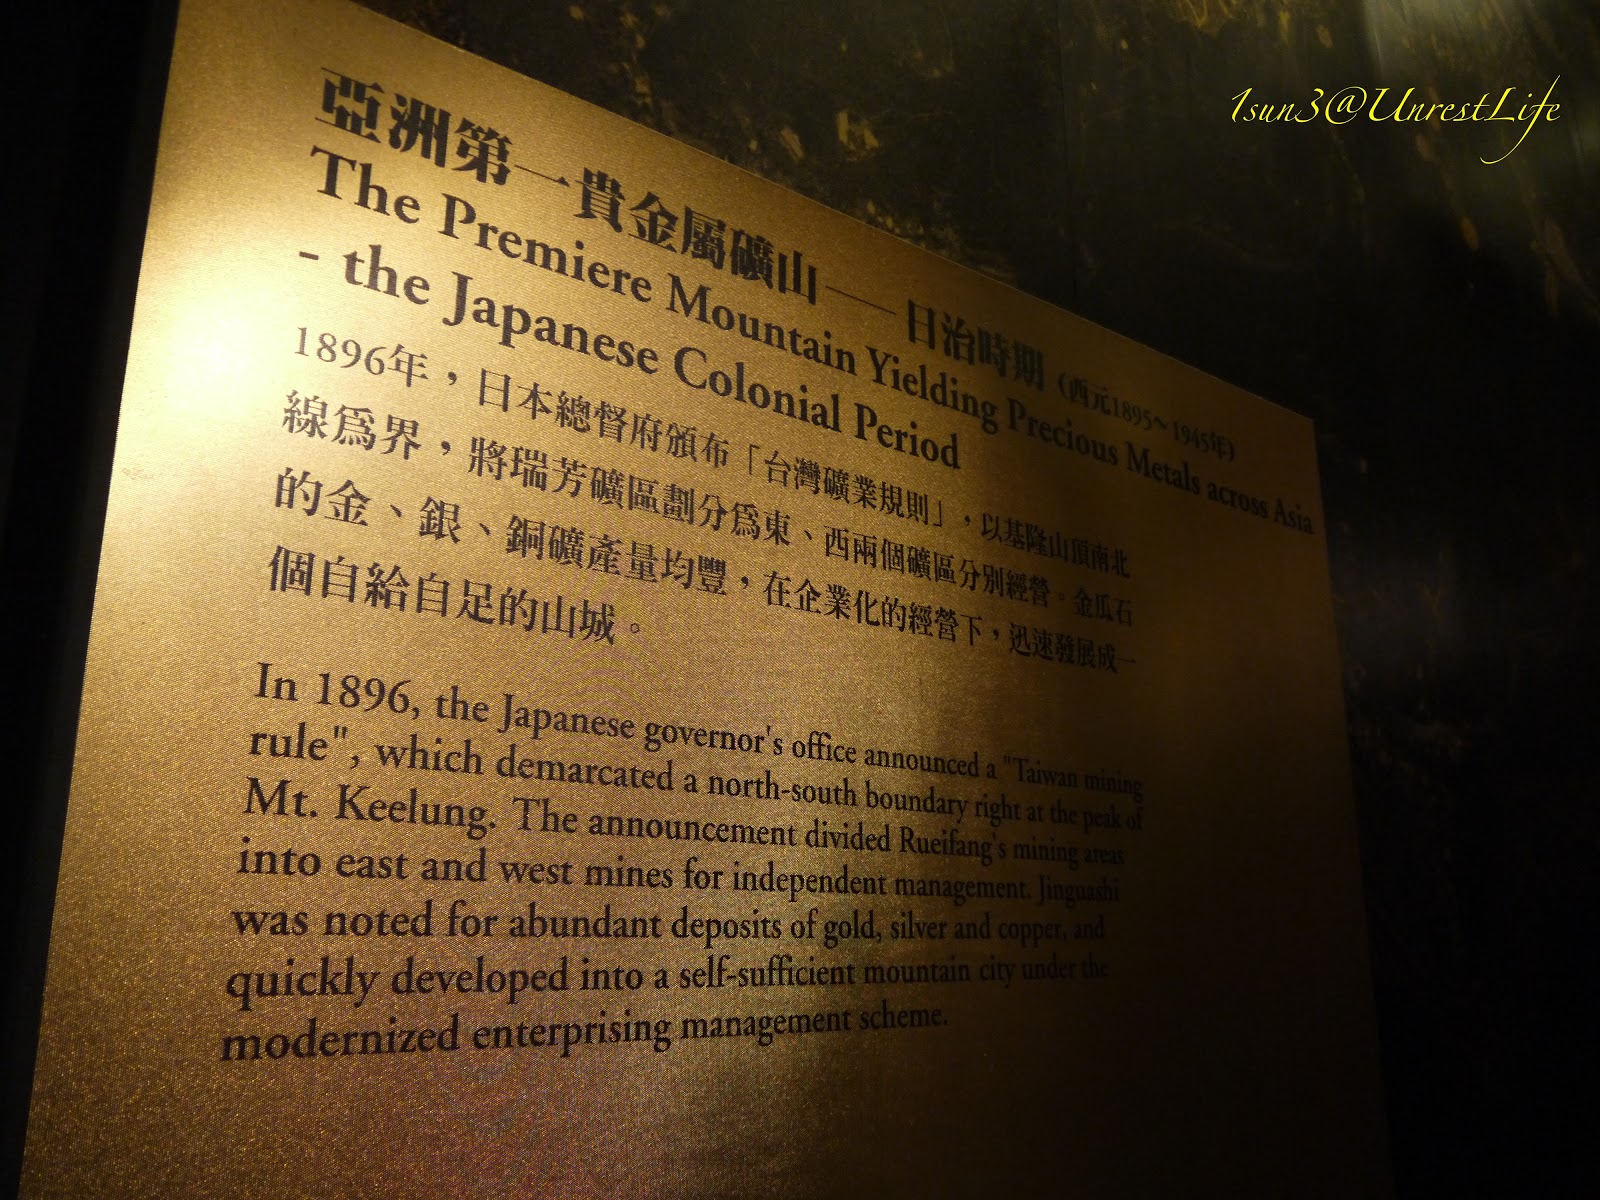 1sun3@UnrestLife
亞洲第一貴金屬礦山——日治時期(西元1895~1945年)
The Premiere Mountain Yielding Precious Metals across Asia
- the Japanese Colonial Period
1896年，日本總督府頒布「台灣礦業規則」，以基隆山頂南北
線為界，將瑞芳礦區劃分為東、西兩個礦區分別經營。金瓜石
的金、銀、銅礦產量均豐，在企業化的經營下，迅速發展成一
個自給自足的山城。
In 1896, the Japanese governor's office announced a "Taiwan mining
rule", which demarcated a north-south boundary right at the peak of
Mt. Keelung. The announcement divided Rueifang's mining areas
into east and west mines for independent management. Jinguashi
was noted for abundant deposits of gold, silver and copper, and
quickly developed into a self-sufficient mountain city under the
modernized enterprising management scheme.